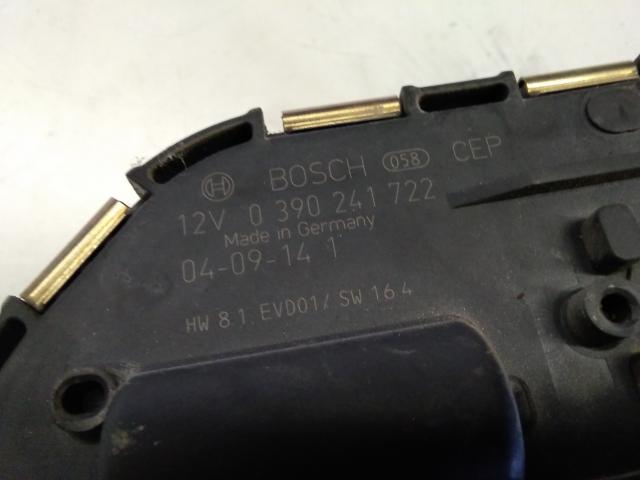 BOSCH 058 CEP
12V 0 390 241 722
Made in Germany
04-09-14 1
HW 8.1. EVD01/ SW 16.4